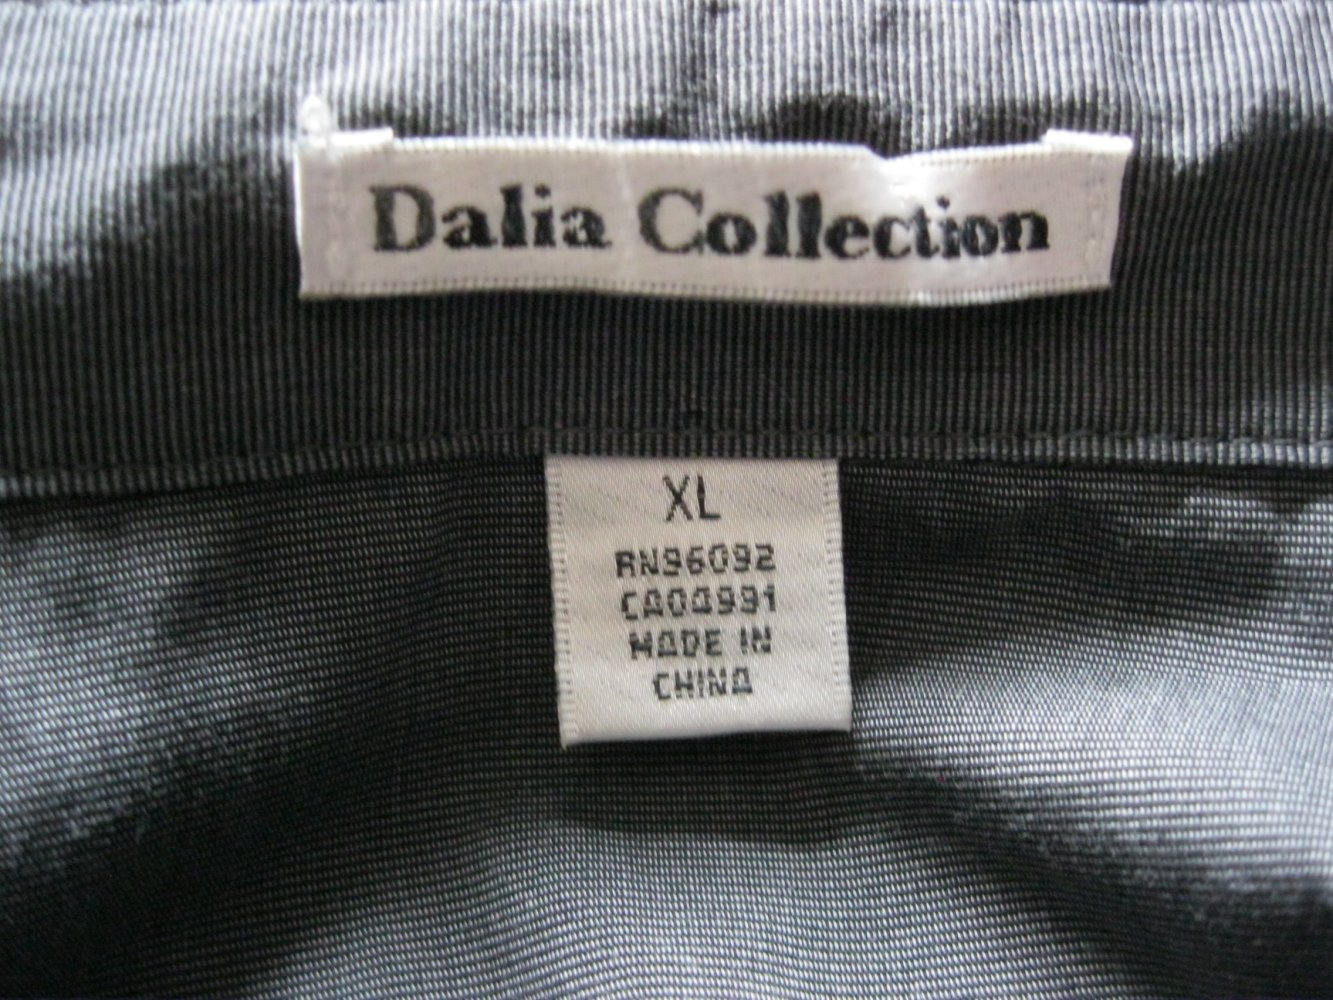 Dalia Collection
XL
RN96092
CA04991
MADE IN
CHINA